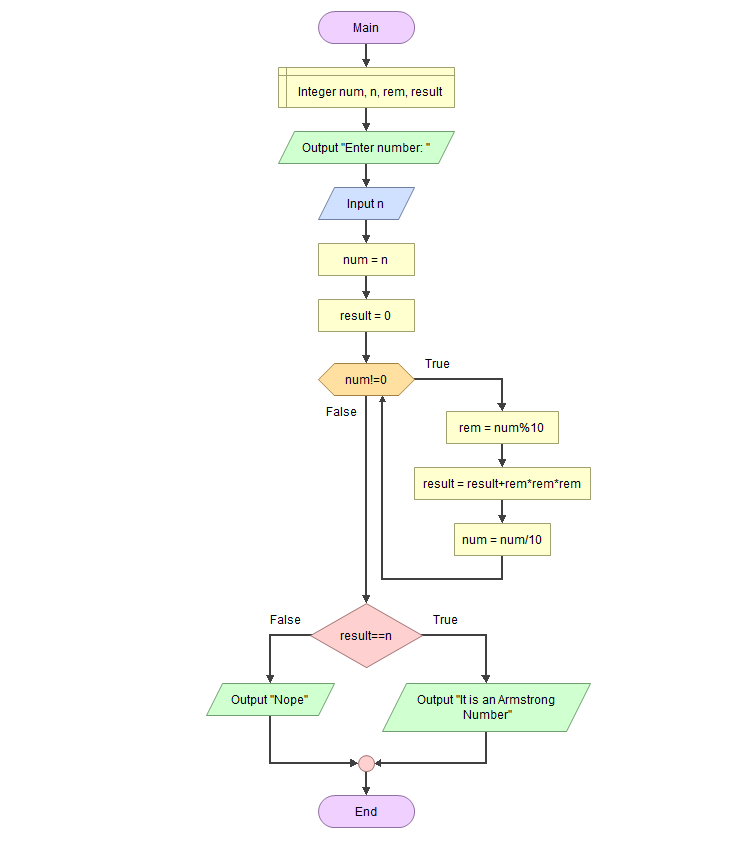 Main
Integer num, n, rem, result
Output "Enter number: "
Input n
num = n
result = 0
num!=0
True
False
rem = num%10
result = result+rem*rem*rem
num = num/10
False
True
result==n
Output "Nope"
Output "It is an Armstrong
Number"
End